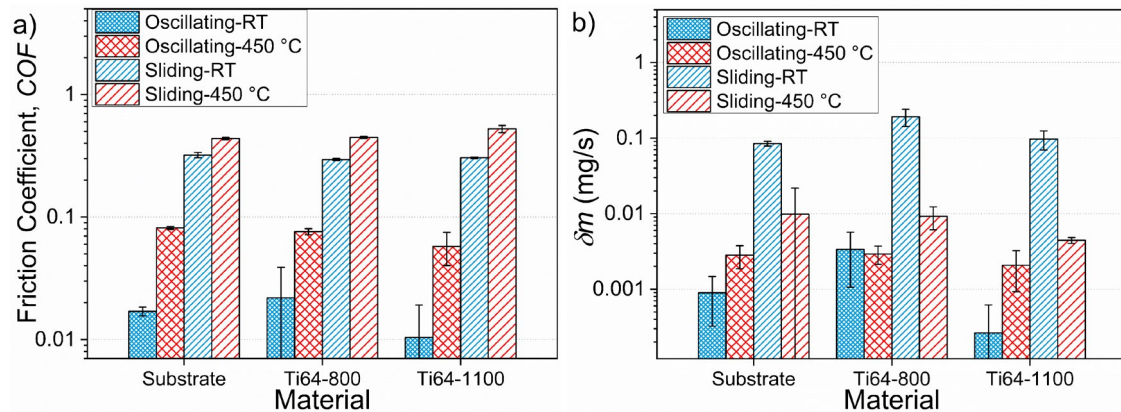 a)
Friction Coefficient, COF
Oscillating-RT
Oscillating-450 °C
Sliding-RT
Sliding-450 °C
1
0.1
0.01
Substrate Ti64-800 Ti64-1100
Material
b)
δm (mg/s)
Oscillating-RT
Oscillating-450 °C
Sliding-RT
Sliding-450 °C
1
0.1
0.01
0.001
Substrate Ti64-800 Ti64-1100
Material